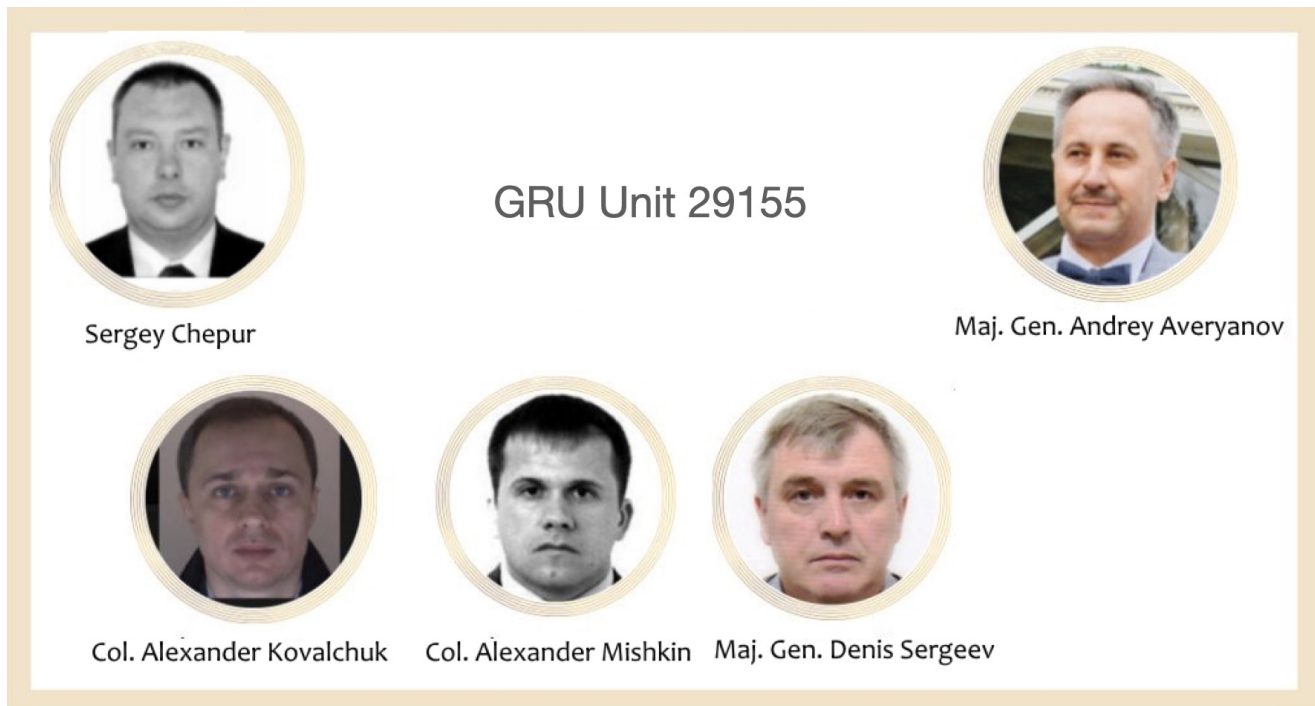 GRU Unit 29155
Sergey Chepur
Maj. Gen. Andrey Averyanov
Col. Alexander Kovalchuk
Col. Alexander Mishkin
Maj. Gen. Denis Sergeev